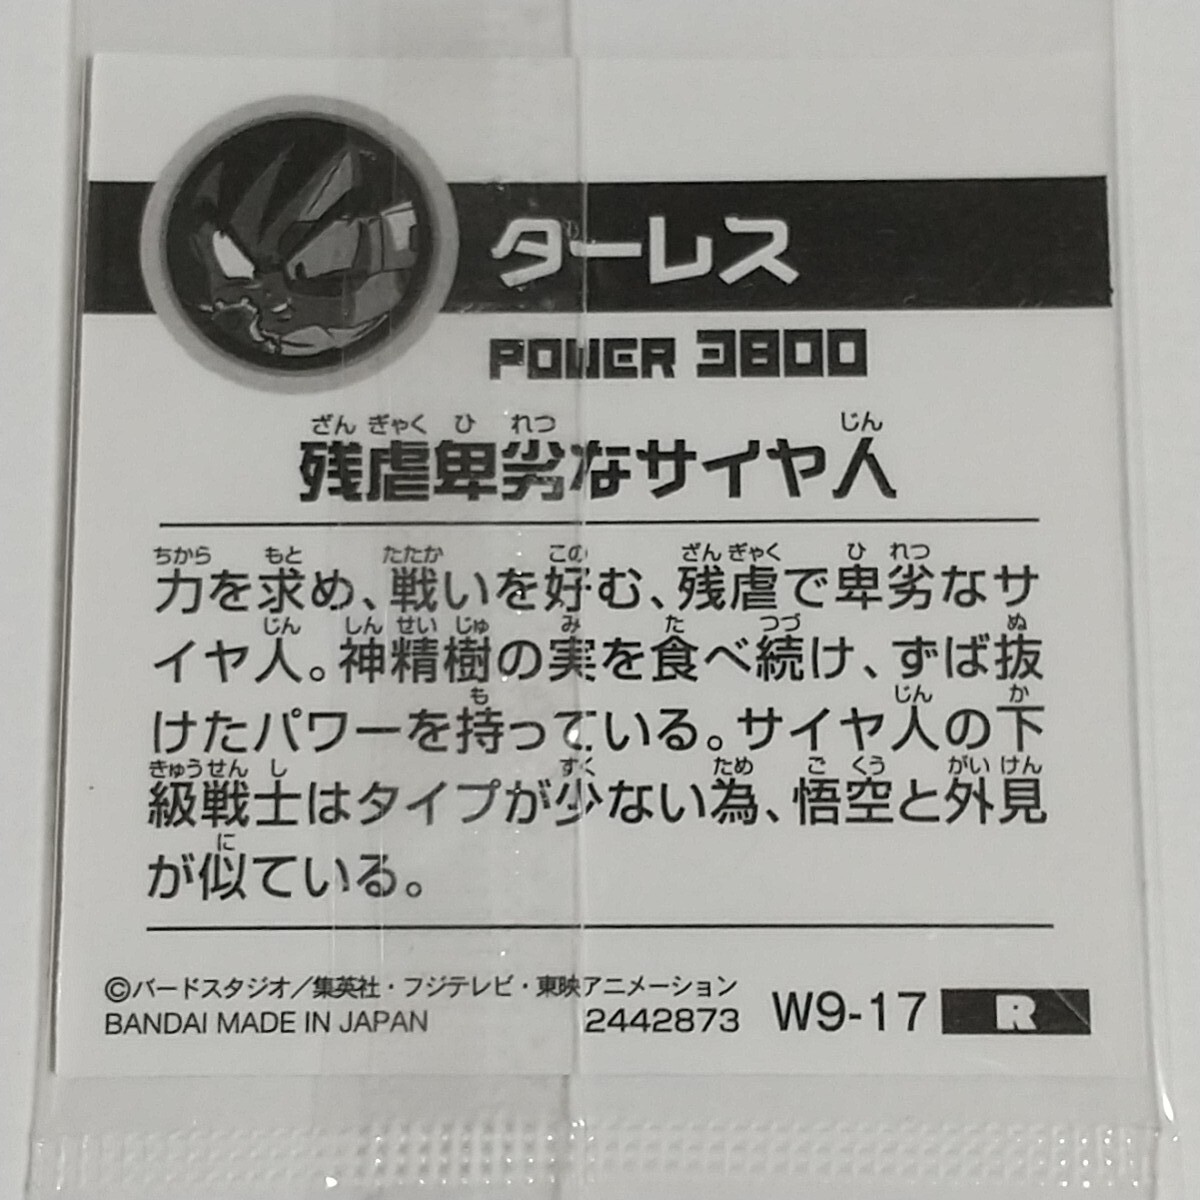 ターレス
POWER 3800
ざん ぎゃく ひ れつ じん
残虐卑劣なサイヤ人
ちから もと たたか この ざん ぎゃく ひ れつ
力を求め、戦いを好む、残虐で卑劣なサ
じん しん せい じゅ み た つづ ぬ
イヤ人。神精樹の実を食べ続け、ずば抜
も じん か
けたパワーを持っている。サイヤ人の下
きゅう せん し すく ため ご くう がい けん
級戦士はタイプが少ない為、悟空と外見
に
が似ている。
©バードスタジオ/集英社・フジテレビ・東映アニメーション
BANDAI MADE IN JAPAN 2442873 W9-17 R